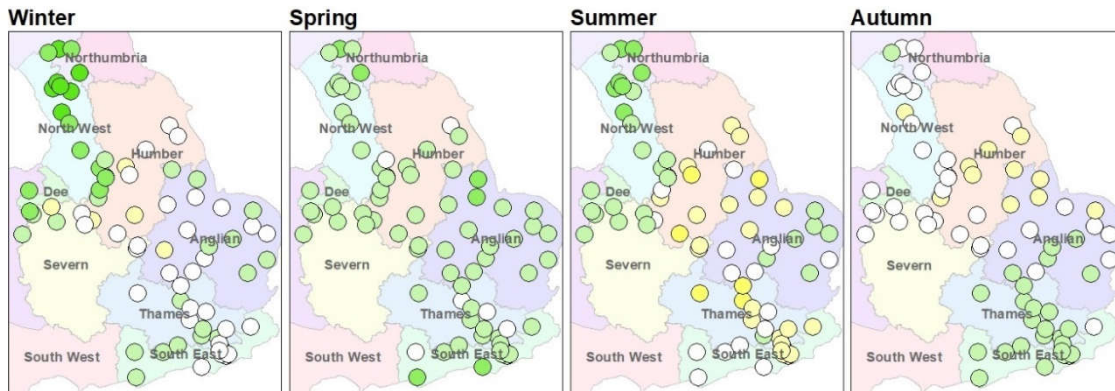 Winter
Northumbria
North West
Humber
Dee
Anglian
Severn
Thames
South West
South East
Spring
Northumbria
North West
Humber
Dee
Anglian
Severn
Thames
South West
South East
Summer
Northumbria
North West
Humber
Dee
Anglian
Severn
Thames
South West
South East
Autumn
Northumbria
North West
Humber
Dee
Anglian
Severn
Thames
South West
South East